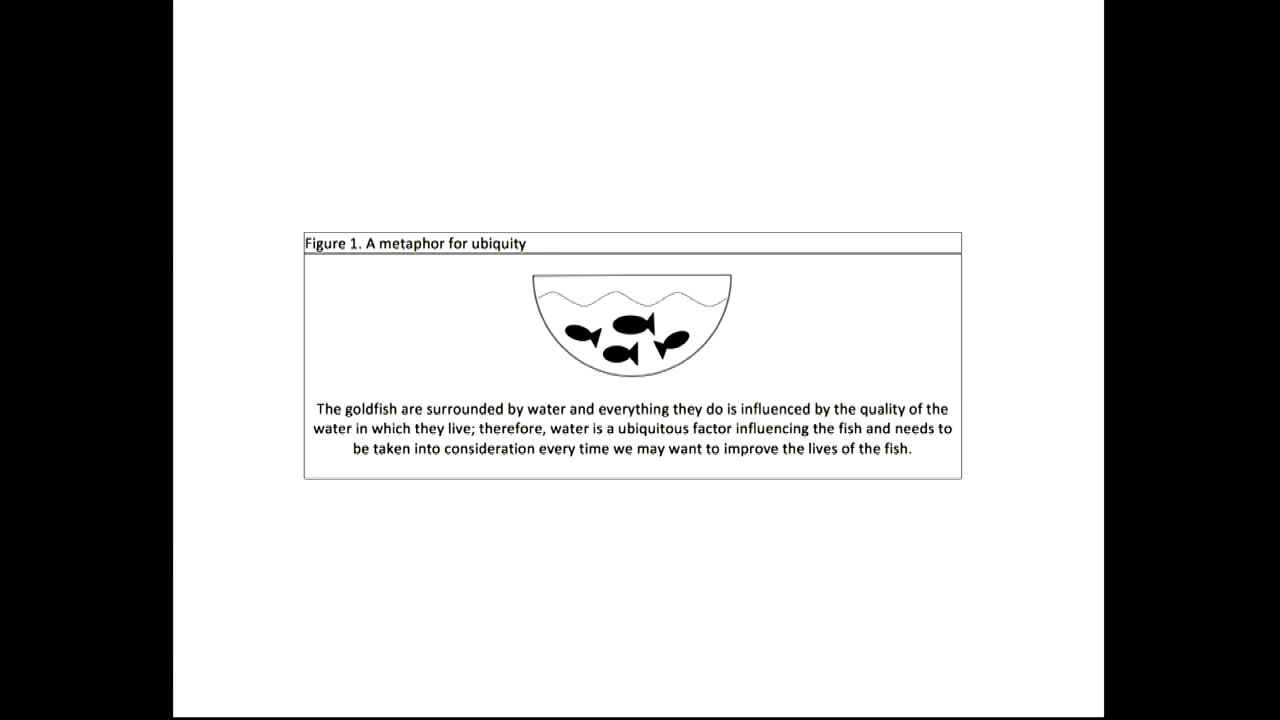 Figure 1. A metaphor for ubiquity
The goldfish are surrounded by water and everything they do is influenced by the quality of the
water in which they live; therefore, water is a ubiquitous factor influencing the fish and needs to
be taken into consideration every time we may want to improve the lives of the fish.